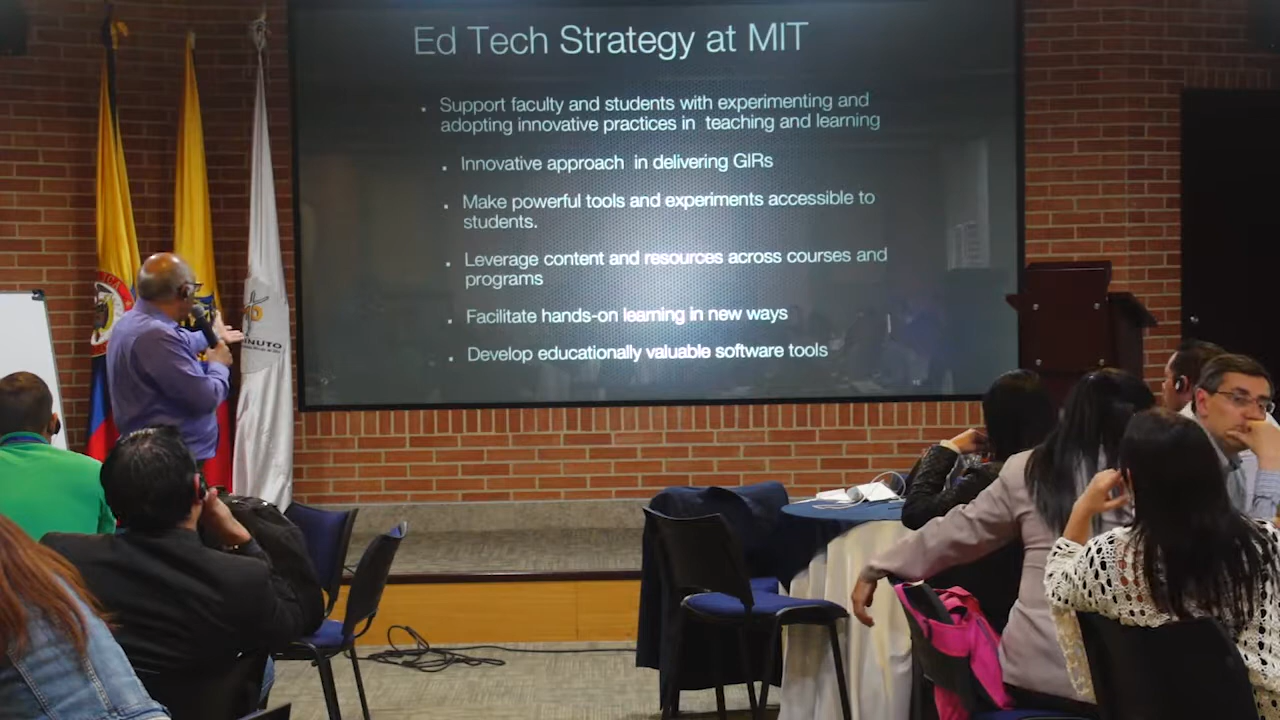 Ed Tech Strategy at MIT
Support faculty and students with experimenting and
adopting innovative practices in teaching and learning
Innovative approach in delivering GIRs
Make powerful tools and experiments accessible to
students.
Leverage content and resources across courses and
programs
Facilitate hands-on learning in new ways
Develop educationally valuable software tools